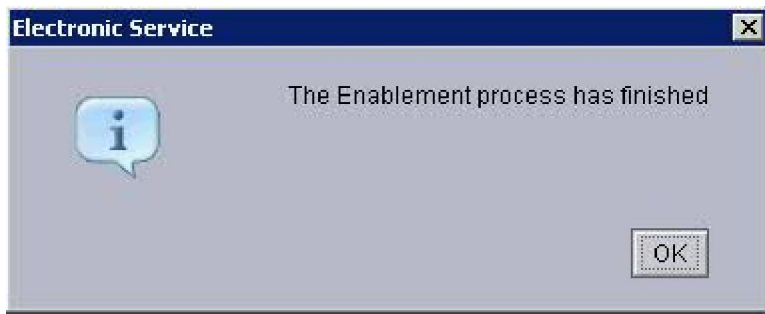 Electronic Service
The Enablement process has finished
OK